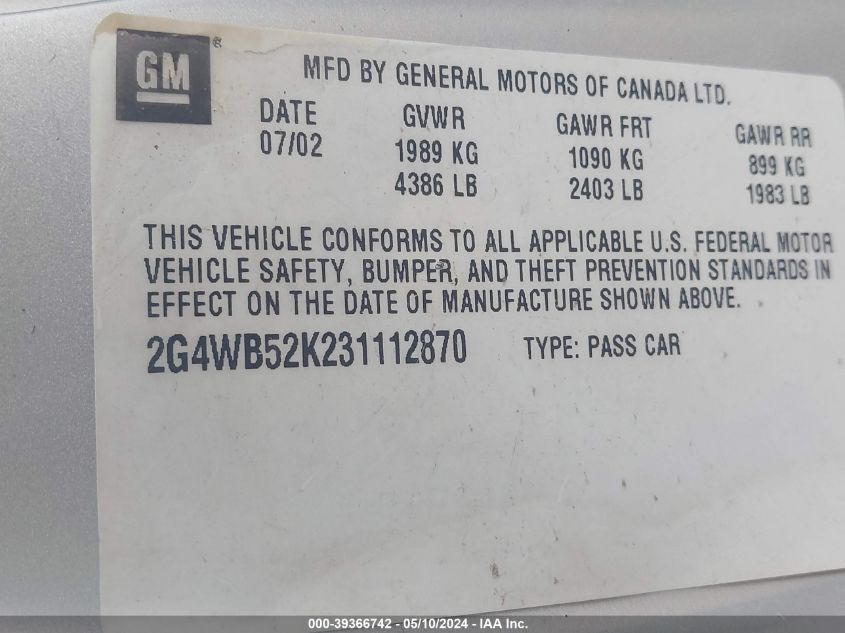 GM ®
MFD BY GENERAL MOTORS OF CANADA LTD.
DATE GVWR GAWR FRT GAWR RR
07/02 1989 KG 1090 KG 899 KG
4386 LB 2403 LB 1983 LB
THIS VEHICLE CONFORMS TO ALL APPLICABLE U.S. FEDERAL MOTOR
VEHICLE SAFETY, BUMPER, AND THEFT PREVENTION STANDARDS IN
EFFECT ON THE DATE OF MANUFACTURE SHOWN ABOVE.
2G4WB52K231112870 TYPE: PASS CAR
000-39366742 - 05/10/2024 - IAA Inc.